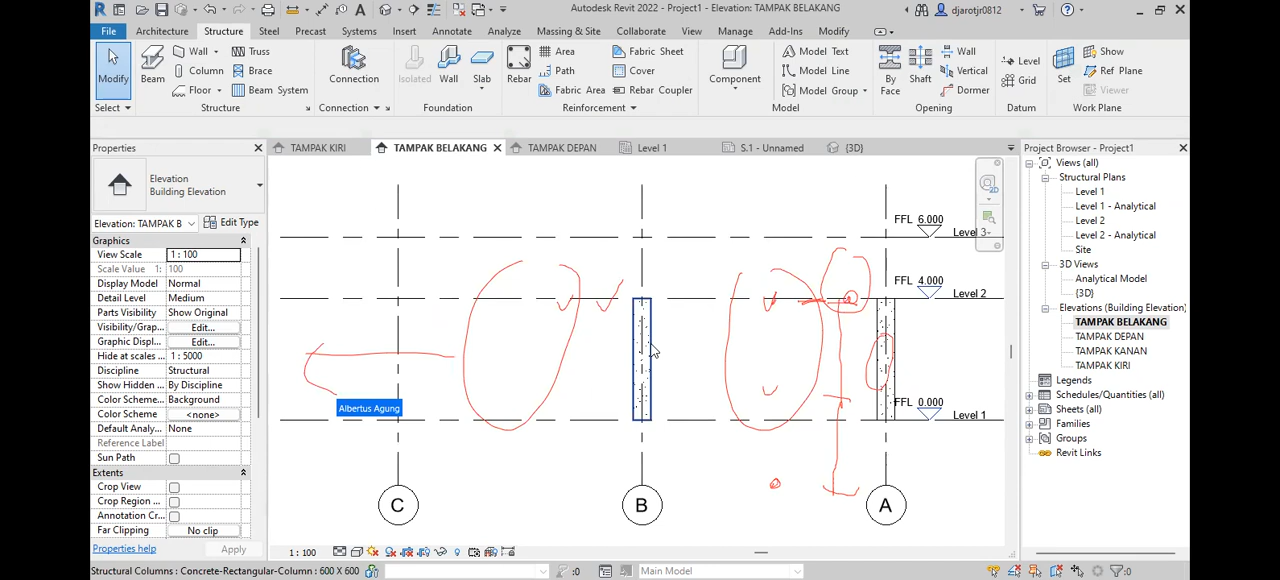 Autodesk Revit 2022 - Project1 - Elevation: TAMPAK BELAKANG
djarotjr0812
File Architecture Structure Steel Precast Systems Insert Annotate Analyze Massing & Site Collaborate View Manage Add-Ins Modify
Modify
Beam
Wall
Column
Floor
Truss
Brace
Beam System
Connection
Isolated
Wall
Slab
Rebar
Area
Path
Fabric Area
Fabric Sheet
Cover
Rebar Coupler
Component
Model Text
Model Line
Model Group
By
Face
Shaft
Wall
Vertical
Dormer
Level
Grid
Set
Show
Ref Plane
Viewer
Select
Structure
Connection
Foundation
Reinforcement
Model
Opening
Datum
Work Plane
Properties
TAMPAK KIRI
TAMPAK BELAKANG
TAMPAK DEPAN
Level 1
S.1 - Unnamed
{3D}
Project Browser - Project1
Elevation
Building Elevation
Elevation: TAMPAK B
Edit Type
Graphics
View Scale 1 : 100
Scale Value 1: 100
Display Model Normal
Detail Level Medium
Parts Visibility Show Original
Visibility/Grap... Edit...
Graphic Displ... Edit...
Hide at scales ... 1 : 5000
Discipline Structural
Show Hidden ... By Discipline
Color Scheme... Background
Color Scheme <none>
Default Analy... None
Reference Label
Sun Path
Extents
Crop View
Crop Region ...
Annotation Cr...
Far Clipping No clip
Properties help
Apply
FFL 6.000
Level 3
FFL 4.000
Level 2
FFL 0.000
Level 1
Albertus Agung
C
B
A
Views (all)
Structural Plans
Level 1
Level 1 - Analytical
Level 2
Level 2 - Analytical
Site
3D Views
Analytical Model
{3D}
Elevations (Building Elevation)
TAMPAK BELAKANG
TAMPAK DEPAN
TAMPAK KANAN
TAMPAK KIRI
Legends
Schedules/Quantities (all)
Sheets (all)
Families
Groups
Revit Links
1 : 100
Structural Columns : Concrete-Rectangular-Column : 600 X 600
:0
Main Model
:0